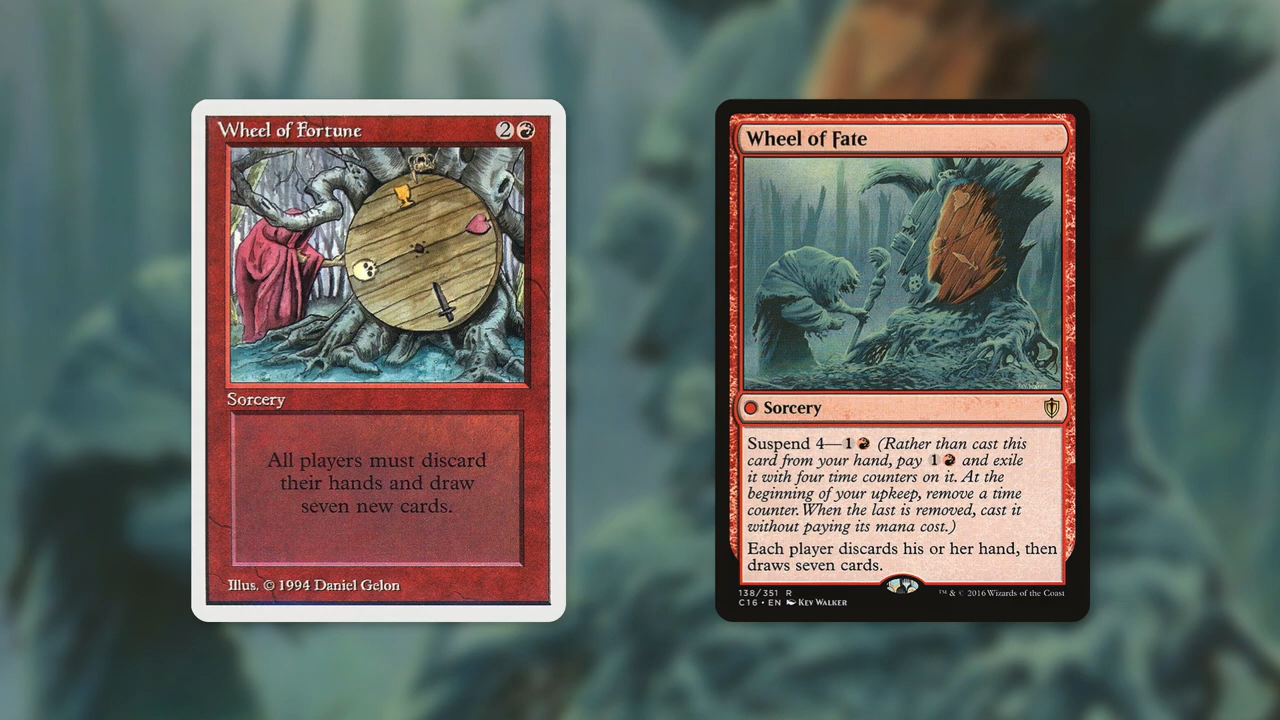 Wheel of Fortune 2
Sorcery
All players must discard
their hands and draw
seven new cards.
Illus. © 1994 Daniel Gelon
Wheel of Fate
Sorcery
Suspend 4—1 (Rather than cast this
card from your hand, pay 1 and exile
it with four time counters on it. At the
beginning of your upkeep, remove a time
counter. When the last is removed, cast it
without paying its mana cost.)
Each player discards his or her hand, then
draws seven cards.
138/351 R
C16 • EN Kev Walker
™ & © 2016 Wizards of the Coast